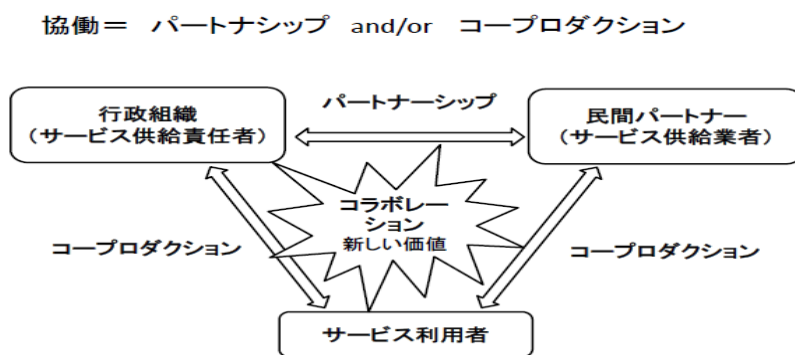 協働＝ パートナシップ and/or コープロダクション
パートナーシップ
行政組織
（サービス供給責任者）
民間パートナー
（サービス供給業者）
コラボレー
ション
新しい価値
コープロダクション
コープロダクション
サービス利用者